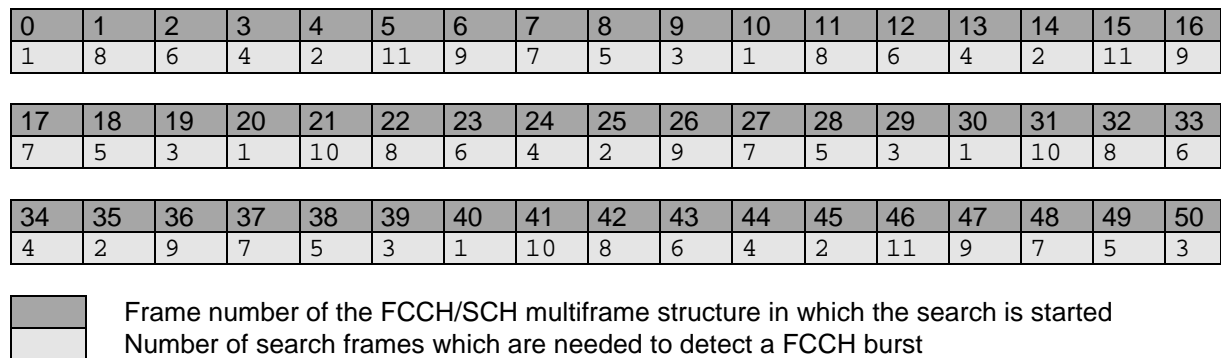 0 1 2 3 4 5 6 7 8 9 10 11 12 13 14 15 16
1 8 6 4 2 11 9 7 5 3 1 8 6 4 2 11 9
17 18 19 20 21 22 23 24 25 26 27 28 29 30 31 32 33
7 5 3 1 10 8 6 4 2 9 7 5 3 1 10 8 6
34 35 36 37 38 39 40 41 42 43 44 45 46 47 48 49 50
4 2 9 7 5 3 1 10 8 6 4 2 11 9 7 5 3
Frame number of the FCCH/SCH multiframe structure in which the search is started
Number of search frames which are needed to detect a FCCH burst